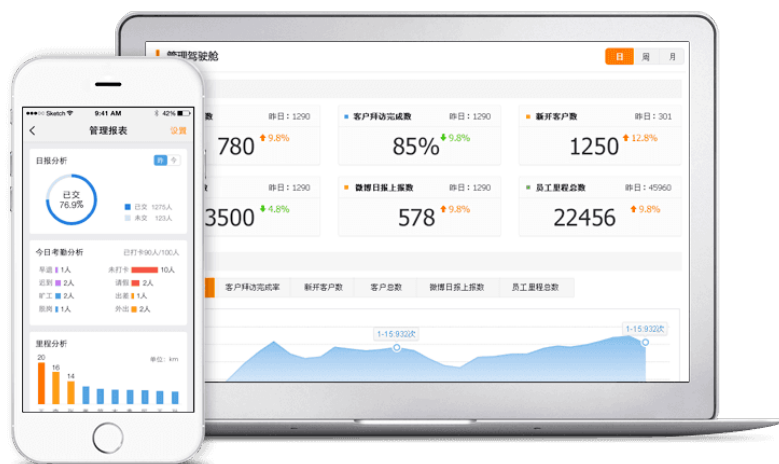 管理驾驶舱
日 周 月
数 昨日：1290
780 9.8%
客户拜访完成数 昨日：1290
85% 9.8%
新开客户数 昨日：301
1250 12.8%
昨日：1290
3500 4.8%
微博日报上报数 昨日：1290
578 9.8%
员工里程总数 昨日：45960
22456 9.8%
客户拜访完成率 新开客户数 客户总数 微博日报上报数 员工里程总数
1-15.932次
1-15.932次
Sketch 9:41 AM 42%
管理报表 设置
日报分析 昨 今
已交
76.9%
已交 1275人
未交 123人
今日考勤分析 已打卡90人/100人
早退 1人 未打卡 10人
迟到 2人 请假 2人
旷工 2人 出差 1人
脱岗 1人 外出 2人
里程分析
单位：km
20
16
14